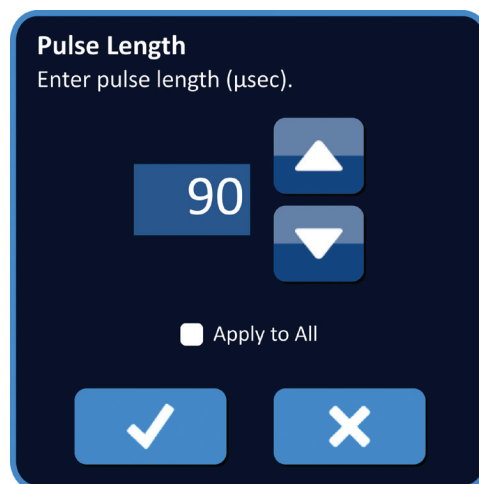 Pulse Length
Enter pulse length (μsec).
90
Apply to All